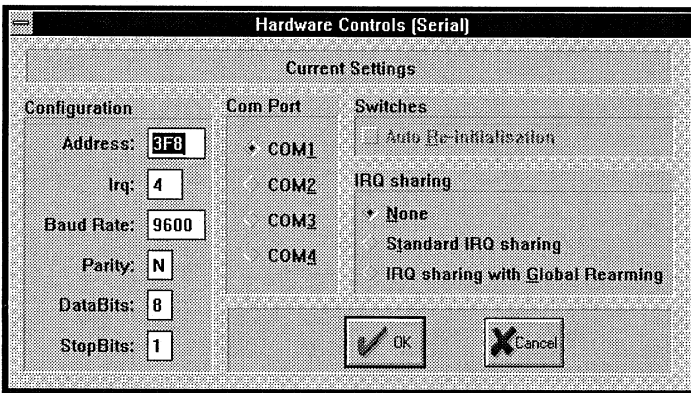 Hardware Controls (Serial)
Current Settings
Configuration
Address: 3F8
Irq: 4
Baud Rate: 9600
Parity: N
DataBits: 8
StopBits: 1
Com Port
COM1
COM2
COM3
COM4
Switches
Auto Re-initialisation
IRQ sharing
None
Standard IRQ sharing
IRQ sharing with Global Rearming
OK
Cancel